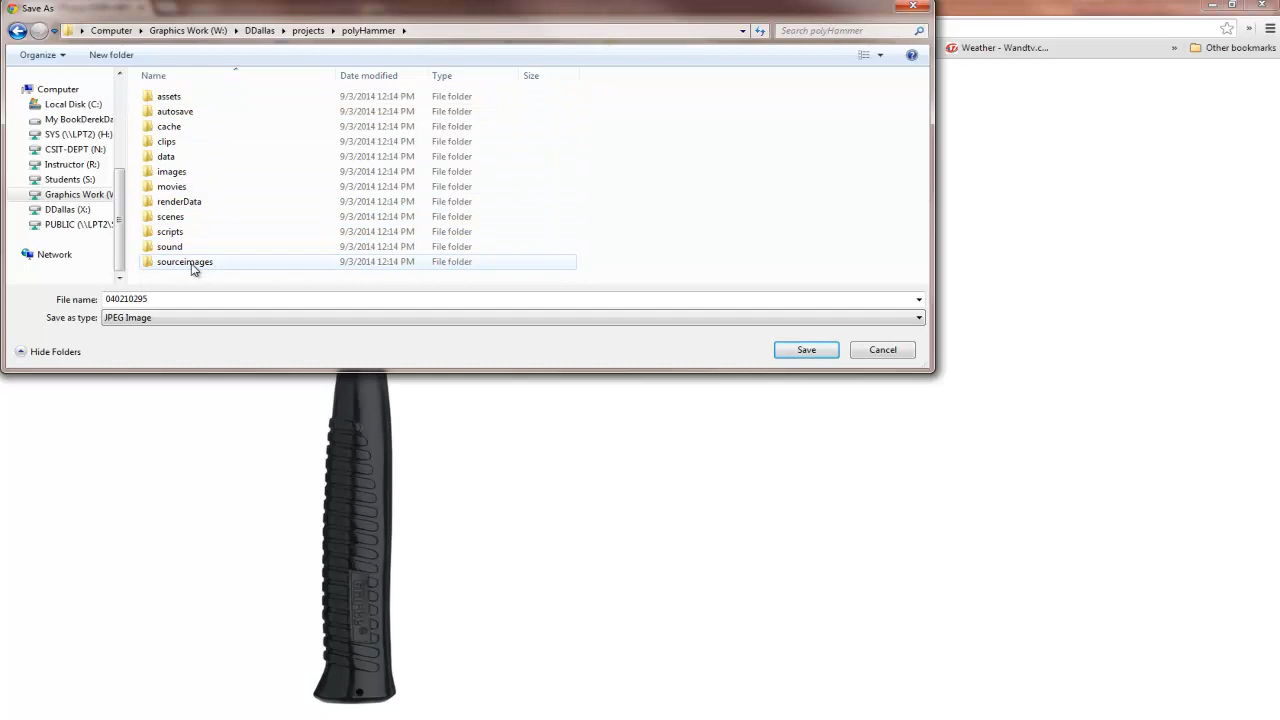 Save As
Computer Graphics Work (W:) DDallas projects polyHammer
Search polyHammer
Weather - Wandtv.c... » Other bookmarks
Organize New folder
Name Date modified Type Size
Computer
Local Disk (C:)
My BookDerekDa
SYS (\\LPT2) (H:)
CSIT-DEPT (N:)
Instructor (R:)
Students (S:)
Graphics Work (W
DDallas (X:)
PUBLIC (\\LPT2\S
Network
assets 9/3/2014 12:14 PM File folder
autosave 9/3/2014 12:14 PM File folder
cache 9/3/2014 12:14 PM File folder
clips 9/3/2014 12:14 PM File folder
data 9/3/2014 12:14 PM File folder
images 9/3/2014 12:14 PM File folder
movies 9/3/2014 12:14 PM File folder
renderData 9/3/2014 12:14 PM File folder
scenes 9/3/2014 12:14 PM File folder
scripts 9/3/2014 12:14 PM File folder
sound 9/3/2014 12:14 PM File folder
sourceimages 9/3/2014 12:14 PM File folder
File name: 040210295
Save as type: JPEG Image
Hide Folders Save Cancel